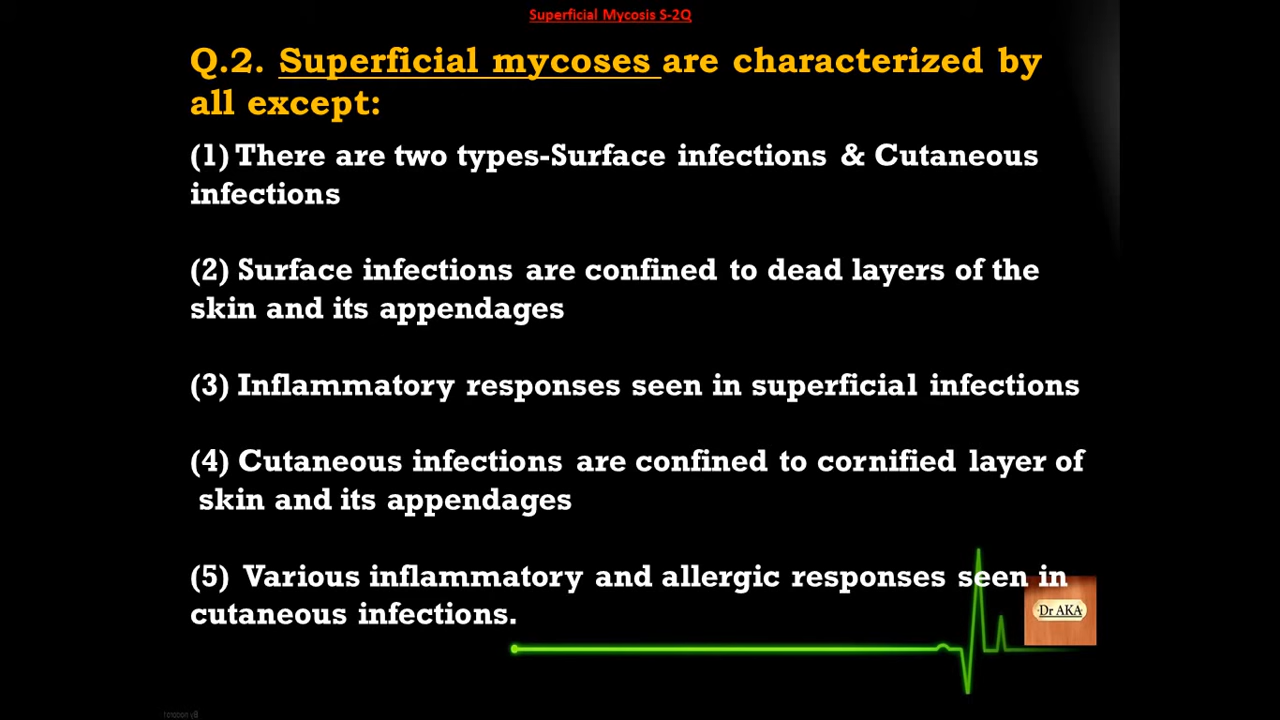 Superficial Mycosis S-2Q
Q.2. Superficial mycoses are characterized by
all except:
(1) There are two types-Surface infections & Cutaneous
infections
(2) Surface infections are confined to dead layers of the
skin and its appendages
(3) Inflammatory responses seen in superficial infections
(4) Cutaneous infections are confined to cornified layer of
skin and its appendages
(5) Various inflammatory and allergic responses seen in
cutaneous infections.
Dr AKA